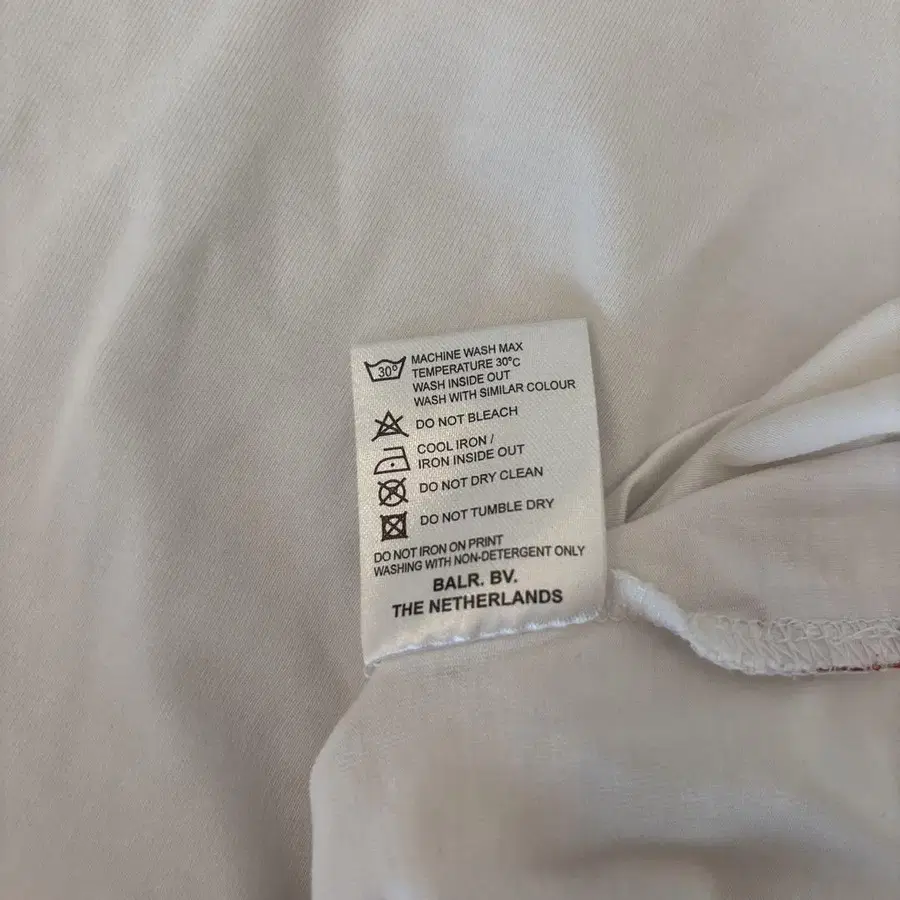 30°
MACHINE WASH MAX
TEMPERATURE 30°C
WASH INSIDE OUT
WASH WITH SIMILAR COLOUR
DO NOT BLEACH
COOL IRON /
IRON INSIDE OUT
DO NOT DRY CLEAN
DO NOT TUMBLE DRY
DO NOT IRON ON PRINT
WASHING WITH NON-DETERGENT ONLY
BALR. BV.
THE NETHERLANDS